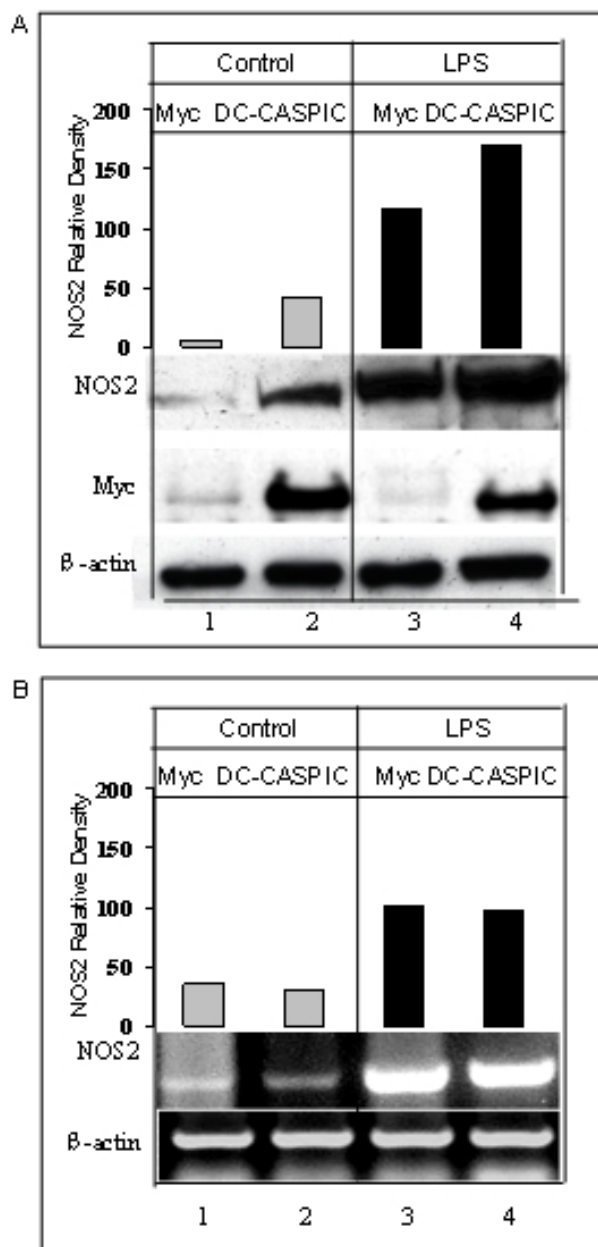 A
Control LPS
Myc DC-CASPIC Myc DC-CASPIC
NOS2 Relative Density
200
150
100
50
0
NOS2
Myc
β-actin
1 2 3 4
B
Control LPS
Myc DC-CASPIC Myc DC-CASPIC
NOS2 Relative Density
200
150
100
50
0
NOS2
β-actin
1 2 3 4